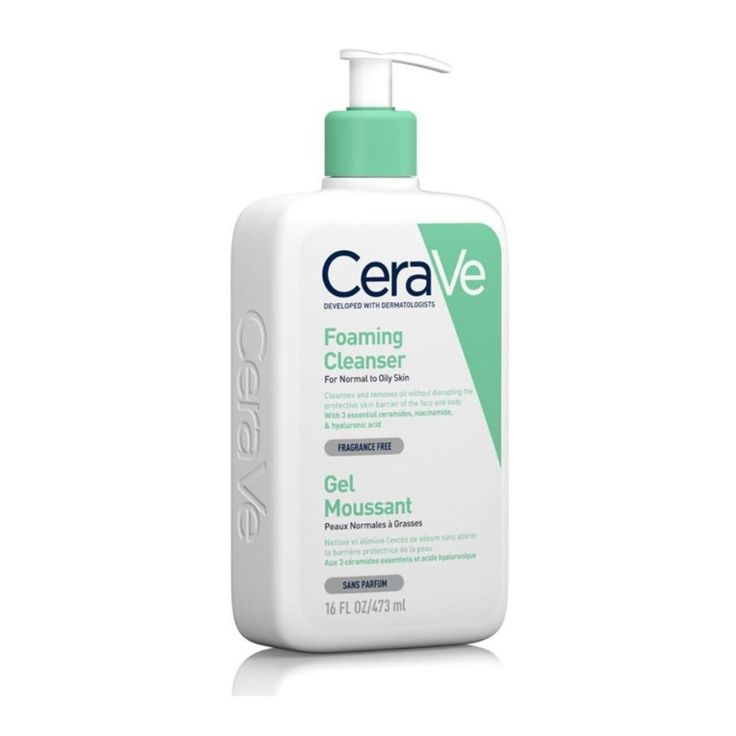 CeraVe
DEVELOPED WITH DERMATOLOGISTS
Foaming
Cleanser
For Normal to Oily Skin
Cleanses and removes oil without disrupting the
protective skin barrier of the face and body
With 3 essential ceramides, niacinamide,
& hyaluronic acid
FRAGRANCE FREE
Gel
Moussant
Peaux Normales à Grasses
Nettoie et élimine l'excès de sébum sans altérer
la barrière protectrice de la peau
Aux 3 céramides essentiels et acide hyaluronique
SANS PARFUM
16 FL OZ/473 ml
CeraVe